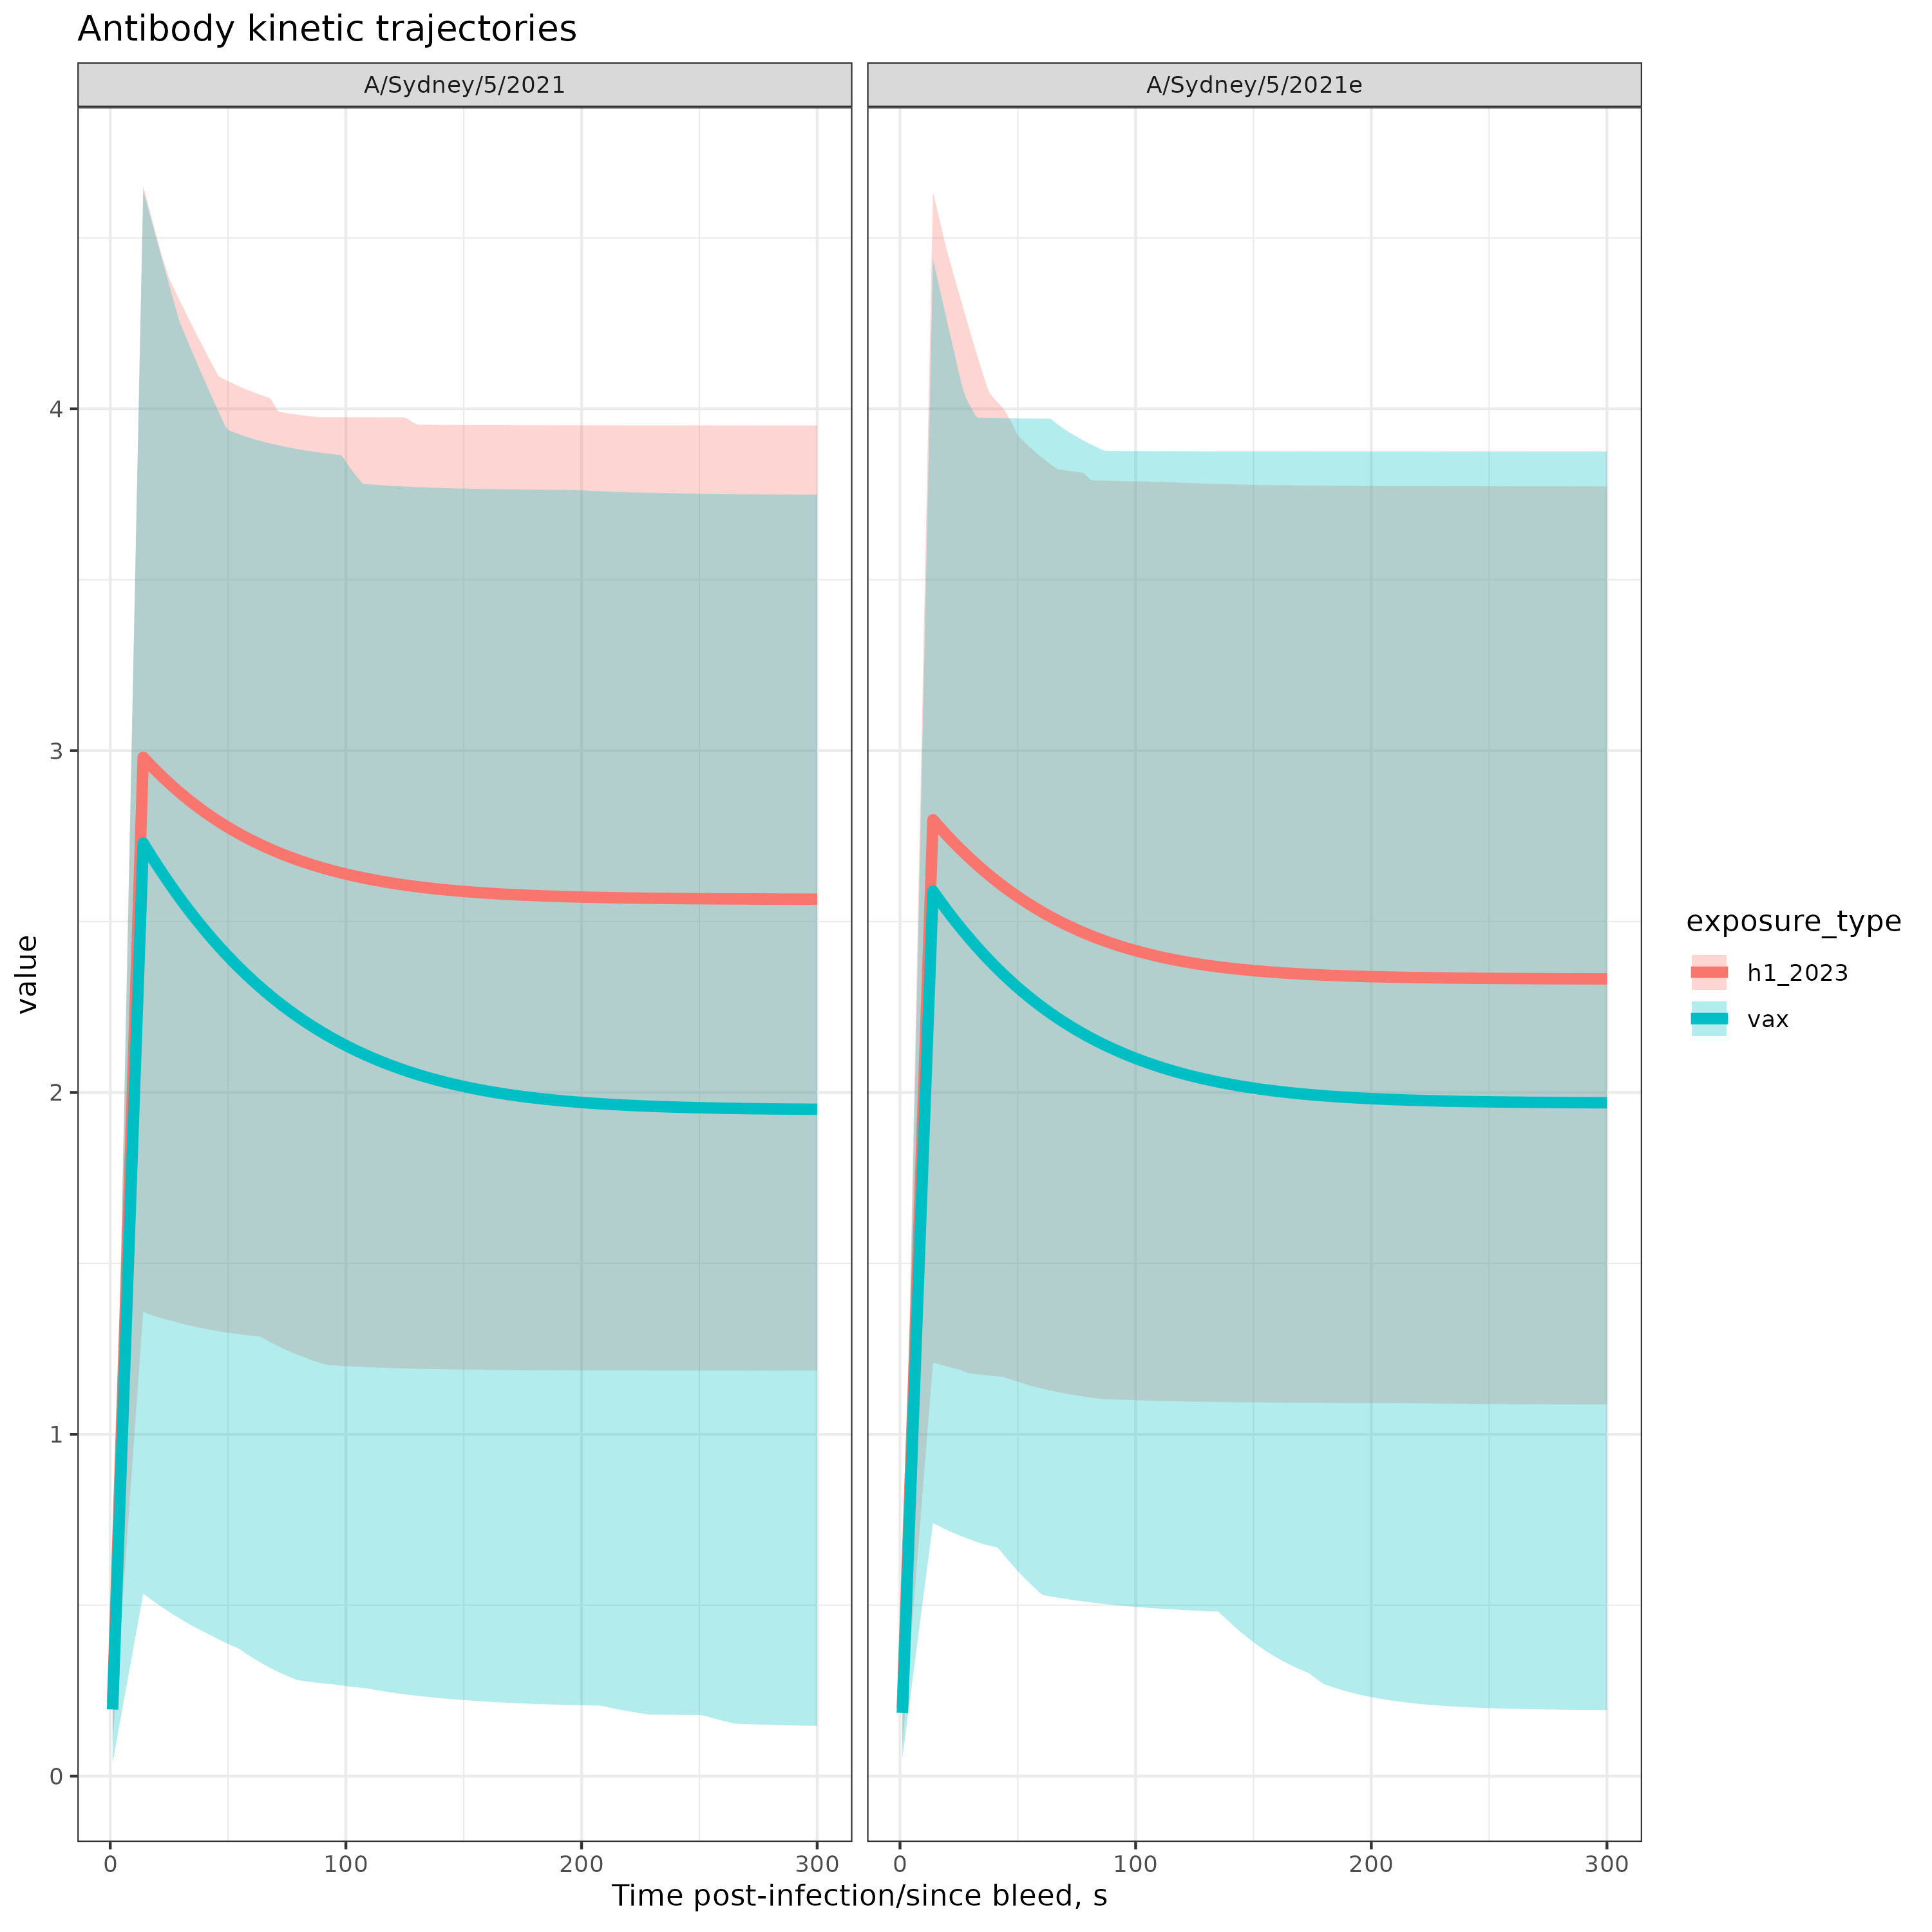 Antibody kinetic trajectories
A/Sydney/5/2021
A/Sydney/5/2021e
value
4
3
2
1
0
0
100
200
300
0
100
200
300
Time post-infection/since bleed, s
exposure_type
h1_2023
vax